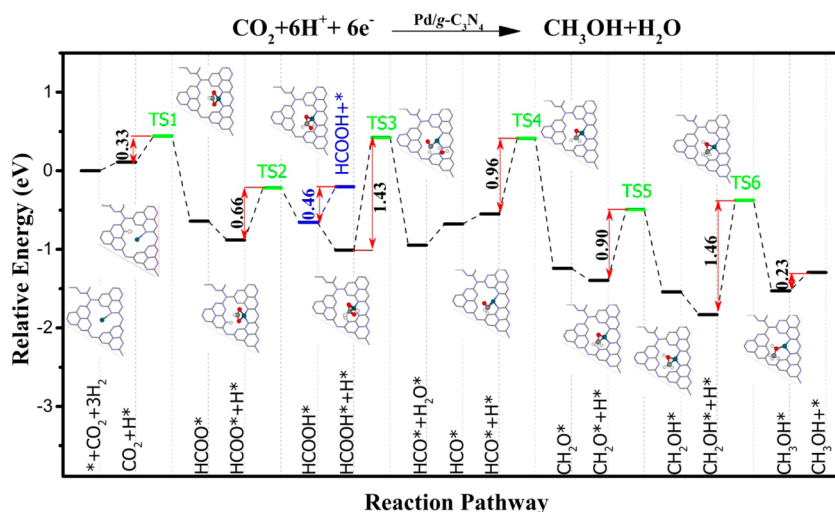 CO₂+6H⁺+ 6e⁻ Pd/g-C₃N₄ CH₃OH+H₂O
Relative Energy (eV)
1
0
-1
-2
-3
0.33
TS1
0.66
TS2
0.46
HCOOH+*
1.43
TS3
0.96
TS4
0.90
TS5
1.46
TS6
0.23
*+CO₂+3H₂
CO₂+H*
HCOO*
HCOO*+H*
HCOOH*
HCOOH*+H*
HCO*+H₂O*
HCO*
HCO*+H*
CH₂O*
CH₂O*+H*
CH₂OH*
CH₂OH*+H*
CH₃OH*
CH₃OH+*
Reaction Pathway